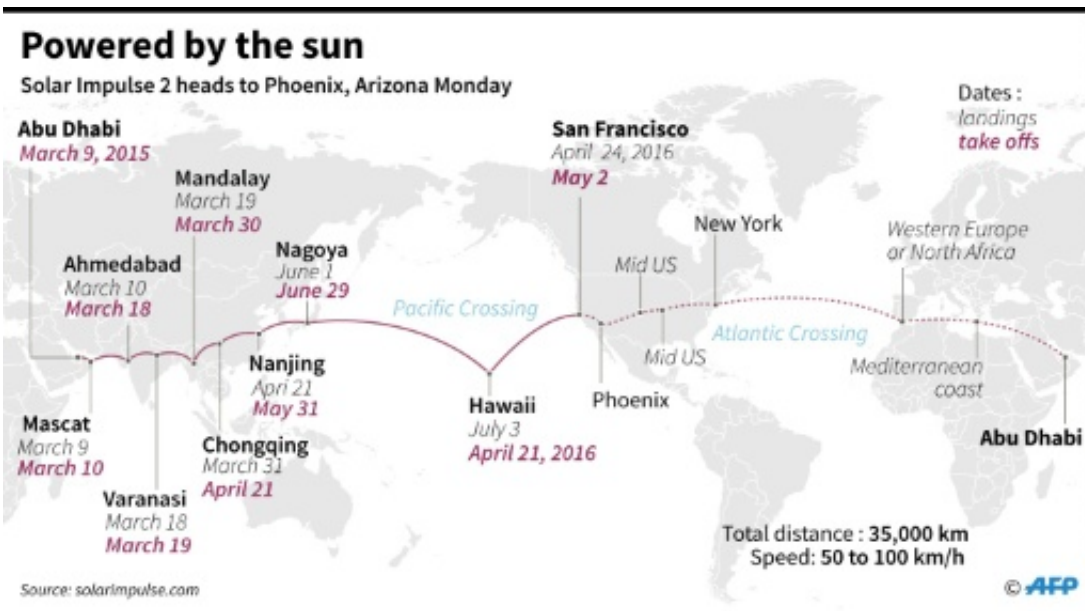 Powered by the sun
Solar Impulse 2 heads to Phoenix, Arizona Monday
Dates :
landings
take offs
Abu Dhabi
March 9, 2015
Mascat
March 9
March 10
Ahmedabad
March 10
March 18
Varanasi
March 18
March 19
Mandalay
March 19
March 30
Chongqing
March 31
April 21
Nanjing
Apri 21
May 31
Nagoya
June 1
June 29
Pacific Crossing
Hawaii
July 3
April 21, 2016
San Francisco
April 24, 2016
May 2
Phoenix
Mid US
Mid US
New York
Atlantic Crossing
Western Europe
or North Africa
Mediterranean
coast
Abu Dhabi
Total distance : 35,000 km
Speed: 50 to 100 km/h
Source: solarimpulse.com
© AFP